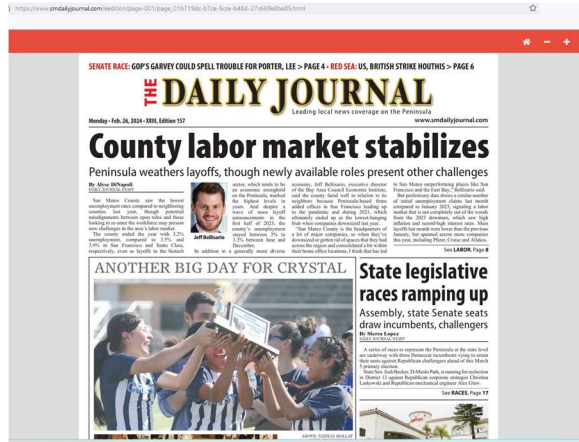 https://www.smdailyjournal.com/eedition/page-001/page_01b719dc-b7ce-5cce-b484-27c669e8be85.html
SENATE RACE: GOP'S GARVEY COULD SPELL TROUBLE FOR PORTER, LEE > PAGE 4 • RED SEA: US, BRITISH STRIKE HOUTHIS > PAGE 6
THE DAILY JOURNAL
Leading local news coverage on the Peninsula
Monday • Feb. 26, 2024 • XXIII, Edition 157
www.smdailyjournal.com
County labor market stabilizes
Peninsula weathers layoffs, though newly available roles present other challenges
By Alyse DiNapoli
DAILY JOURNAL STAFF
San Mateo County saw the lowest
unemployment rates compared to neighboring
counties last year, though potential
misalignments between open roles and those
looking to re-enter the workforce may present
new challenges in the area's labor market.
The county ended the year with 3.2%
unemployment, compared to 3.5% and
3.9% in San Francisco and Santa Clara,
respectively, even as layoffs in the biotech
Jeff Bellisario
sector, which tends to be
an economic stronghold
on the Peninsula, marked
the highest levels in
years. And despite a
wave of mass layoff
announcements in the
first half of 2023, the
county's unemployment
stayed between 3% to
3.3% between June and
December.
In addition to a generally more diverse
economy, Jeff Bellisario, executive director
of the Bay Area Council Economic Institute,
said the county fared well in relation to its
neighbors because Peninsula-based firms
added offices in San Francisco leading up
to the pandemic and during 2021, which
ultimately ended up as the lowest-hanging
fruit when companies downsized last year.
"San Mateo County is the headquarters of
a lot of major companies, so when they've
downsized or gotten rid of spaces that they had
across the region and consolidated a bit within
their home office locations, I think that has led
to San Mateo outperforming places like San
Francisco and the East Bay," Bellisario said.
But preliminary data shows a similar number
of initial unemployment claims last month
compared to January 2023, signaling a labor
market that is not completely out of the woods
from the 2023 downturn, which saw high
inflation and record-high interest rates. Mass
layoffs last month were lower than the previous
January, but spanned across more companies
this year, including Pfizer, Cruise and Allakos.
See LABOR, Page 8
ANOTHER BIG DAY FOR CRYSTAL
State legislative
races ramping up
Assembly, state Senate seats
draw incumbents, challengers
By Sierra Lopez
DAILY JOURNAL STAFF
A series of races to represent the Peninsula at the state level
are underway with three Democrat incumbents vying to retain
their seats against Republican challengers ahead of this March
5 primary election.
State Sen. Josh Becker, D-Menlo Park, is running for reelection
in District 13 against Republican corporate strategist Christina
Laskowski and Republican mechanical engineer Alex Glew.
See RACES, Page 17
ABOVE: NATHAN MOLLAT